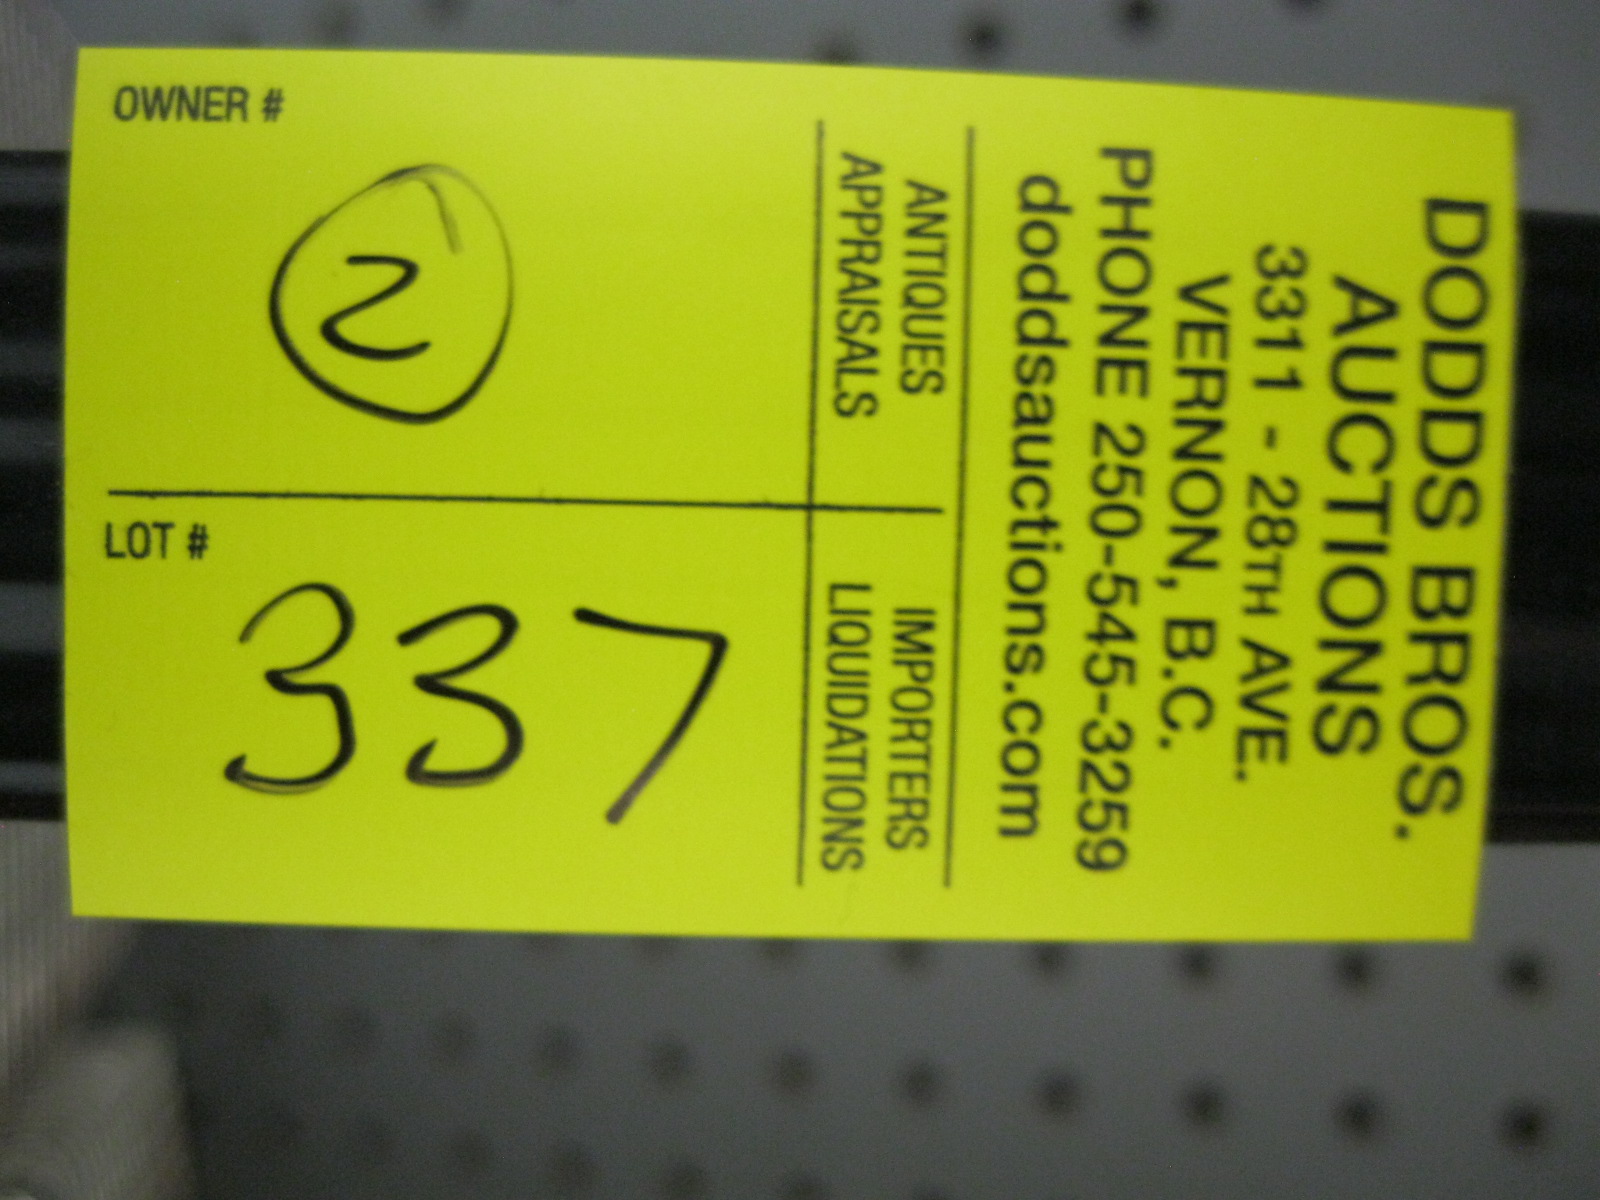 DODDS BROS.
AUCTIONS
3311 - 28TH AVE.
VERNON, B.C.
PHONE 250-545-3259
doddsauctions.com
ANTIQUES
APPRAISALS
IMPORTERS
LIQUIDATIONS
OWNER #
2
LOT #
337